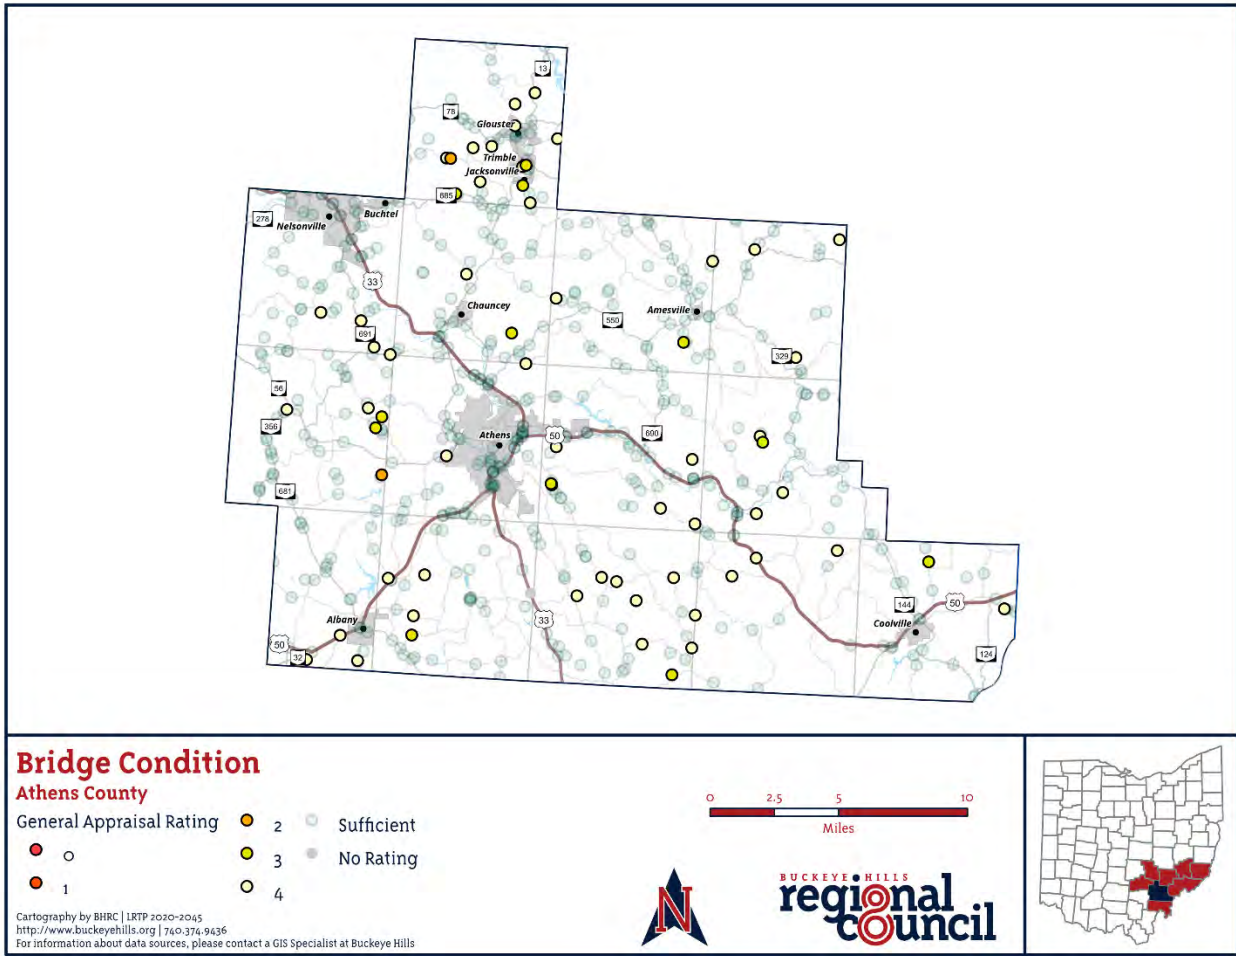 13
78
Glouster
Trimble
Jacksonville
685
Buchtel
278
Nelsonville
33
Chauncey
Amesville
550
691
329
56
356
Athens
50
690
681
144
50
Albany
33
Coolville
50
32
124
Bridge Condition
Athens County
General Appraisal Rating
0
1
2
3
4
Sufficient
No Rating
Cartography by BHRC | LRTP 2020-2045
http://www.buckeyehills.org | 740.374.9436
For information about data sources, please contact a GIS Specialist at Buckeye Hills
0 2.5 5 10
Miles
N
BUCKEYE HILLS
regional
council